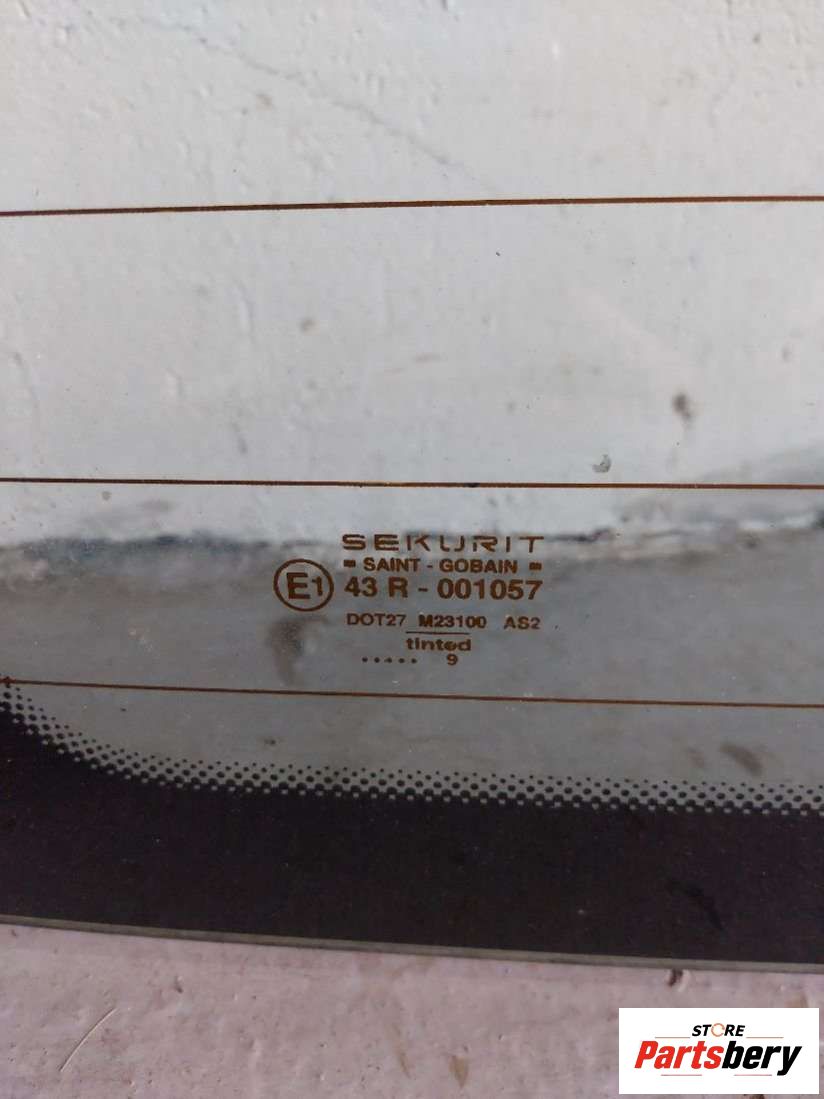 SEKURIT
SAINT - GOBAIN
E1 43 R - 001057
DOT27 M23100 AS2
tinted
..... 9
STORE
Partsbery